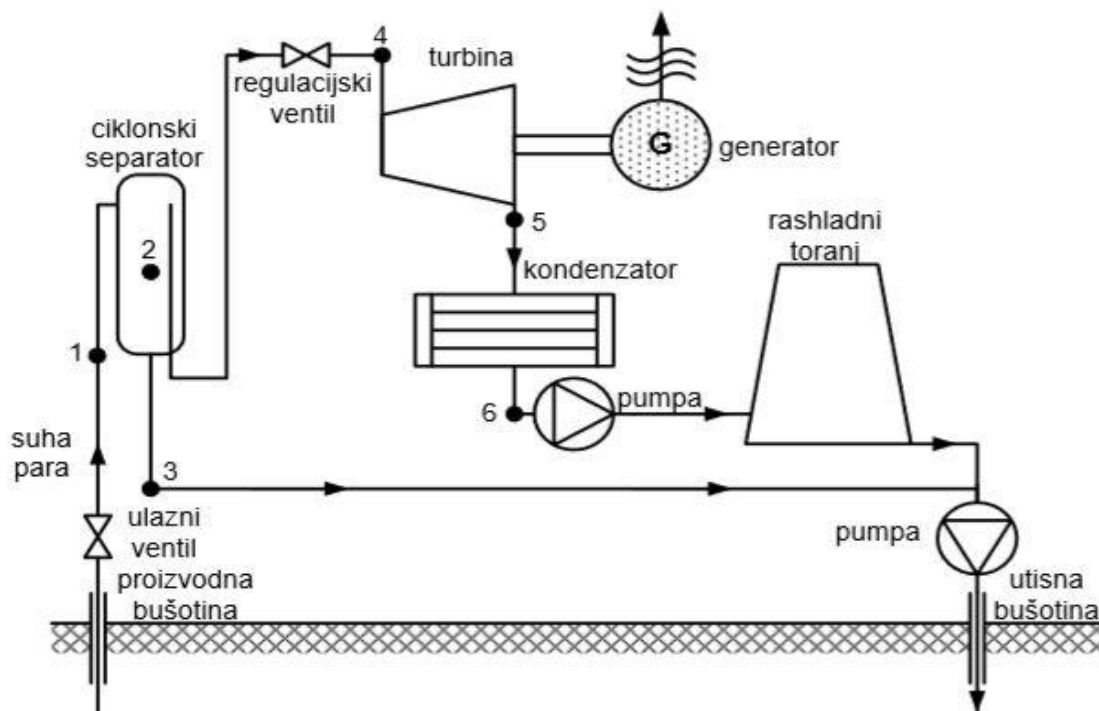 4
turbina
regulacijski
ventil
ciklonski
separator
G
generator
5
2
rashladni
toranj
kondenzator
1
6
pumpa
suha
para
3
ulazni
ventil
pumpa
proizvodna
bušotina
utisna
bušotina